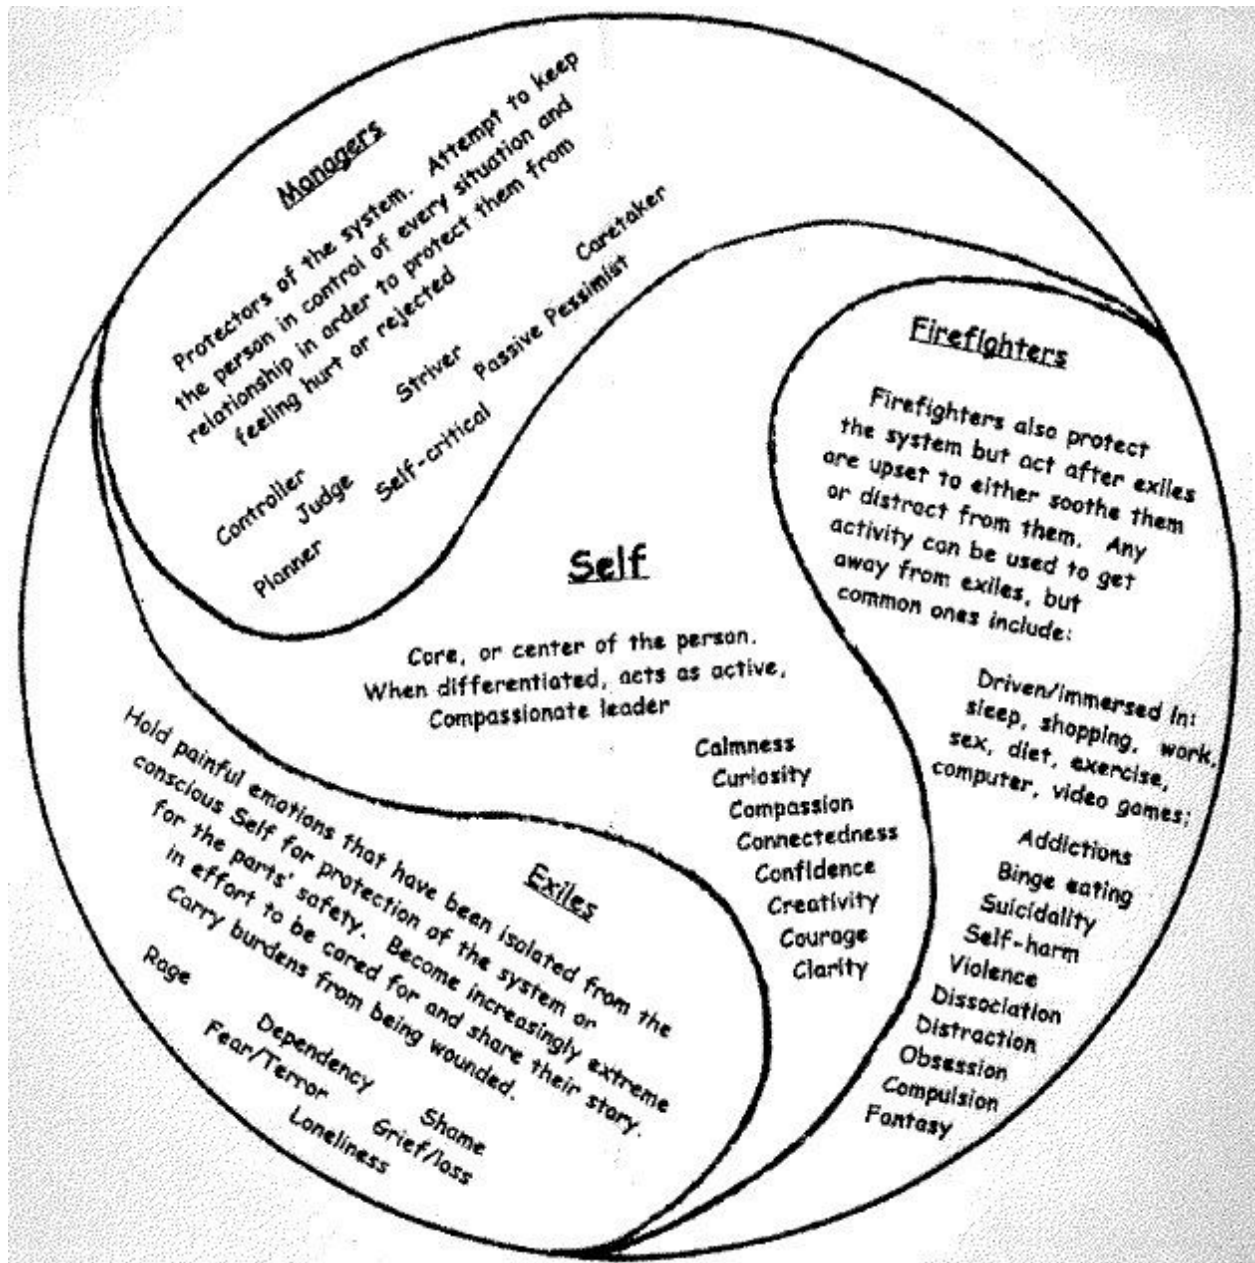 Managers
Protectors of the system. Attempt to keep
the person in control of every situation and
relationship in order to protect them from
feeling hurt or rejected
Caretaker
Striver
Passive Pessimist
Controller
Judge
Self-critical
Planner
Firefighters
Firefighters also protect
the system but act after exiles
are upset to either soothe them
or distract from them. Any
activity can be used to get
away from exiles, but
common ones include:
Driven/immersed in:
sleep, shopping, work,
sex, diet, exercise,
computer, video games;
Addictions
Binge eating
Suicidality
Self-harm
Violence
Dissociation
Distraction
Obsession
Compulsion
Fantasy
Self
Core, or center of the person.
When differentiated, acts as active,
Compassionate leader
Calmness
Curiosity
Compassion
Connectedness
Confidence
Creativity
Courage
Clarity
Exiles
Hold painful emotions that have been isolated from the
conscious Self for protection of the system or
for the parts' safety. Become increasingly extreme
in effort to be cared for and share their story.
Carry burdens from being wounded.
Rage
Dependency
Shame
Fear/Terror
Grief/loss
Loneliness